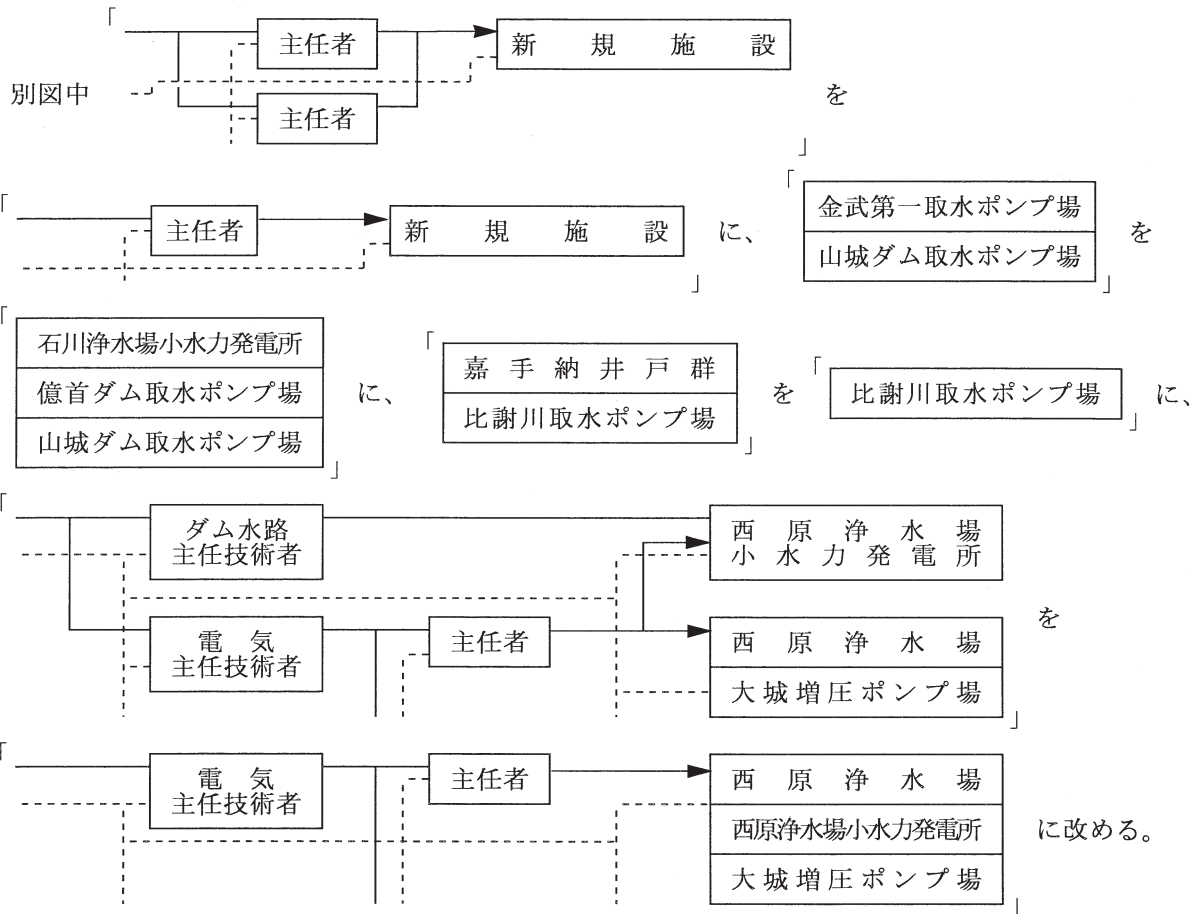 「
主任者
新規施設
別図中
主任者
を
」
「
主任者
新規施設
に、
」
「
金武第一取水ポンプ場
山城ダム取水ポンプ場
を
」
「
石川浄水場小水力発電所
億首ダム取水ポンプ場
山城ダム取水ポンプ場
に、
」
「
嘉手納井戸群
比謝川取水ポンプ場
を
」
「
比謝川取水ポンプ場
に、
」
「
ダム水路
主任技術者
西原浄水場
小水力発電所
電気
主任技術者
主任者
西原浄水場
大城増圧ポンプ場
を
」
「
電気
主任技術者
主任者
西原浄水場
西原浄水場小水力発電所
大城増圧ポンプ場
に改める。
」